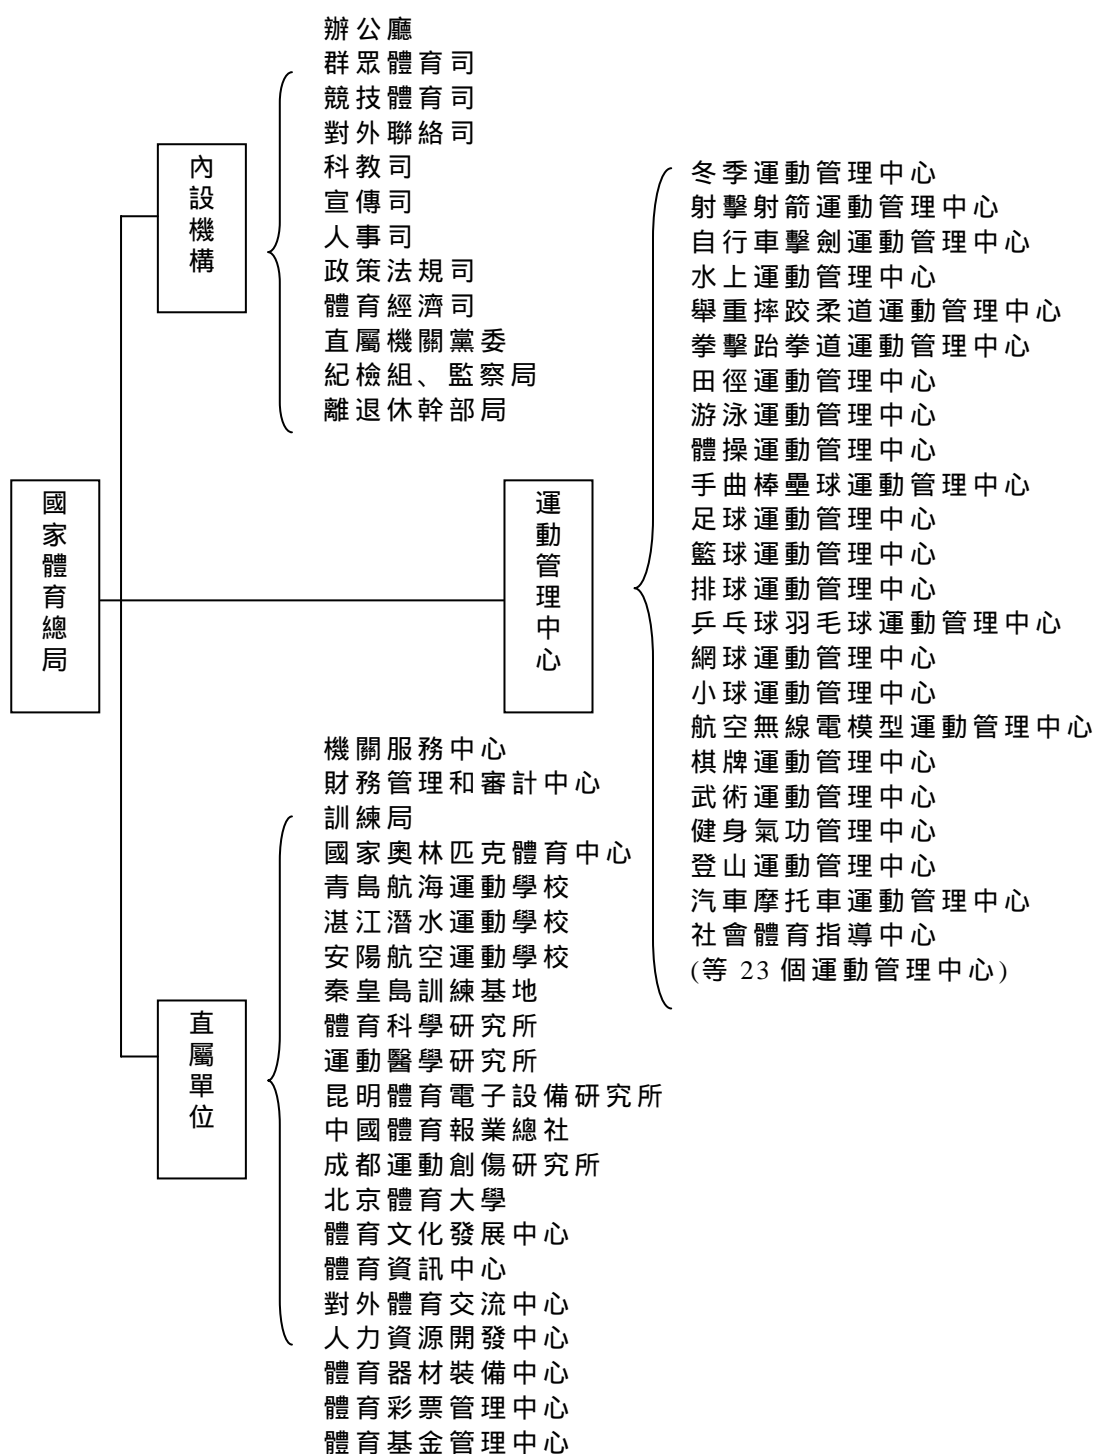 國家體育總局
內設機構
辦公廳
群眾體育司
競技體育司
對外聯絡司
科教司
宣傳司
人事司
政策法規司
體育經濟司
直屬機關黨委
紀檢組、監察局
離退休幹部局
運動管理中心
冬季運動管理中心
射擊射箭運動管理中心
自行車擊劍運動管理中心
水上運動管理中心
舉重摔跤柔道運動管理中心
拳擊跆拳道運動管理中心
田徑運動管理中心
游泳運動管理中心
體操運動管理中心
手曲棒壘球運動管理中心
足球運動管理中心
籃球運動管理中心
排球運動管理中心
乒乓球羽毛球運動管理中心
網球運動管理中心
小球運動管理中心
航空無線電模型運動管理中心
棋牌運動管理中心
武術運動管理中心
健身氣功管理中心
登山運動管理中心
汽車摩托車運動管理中心
社會體育指導中心
(等 23 個運動管理中心)
直屬單位
機關服務中心
財務管理和審計中心
訓練局
國家奧林匹克體育中心
青島航海運動學校
湛江潛水運動學校
安陽航空運動學校
秦皇島訓練基地
體育科學研究所
運動醫學研究所
昆明體育電子設備研究所
中國體育報業總社
成都運動創傷研究所
北京體育大學
體育文化發展中心
體育資訊中心
對外體育交流中心
人力資源開發中心
體育器材裝備中心
體育彩票管理中心
體育基金管理中心